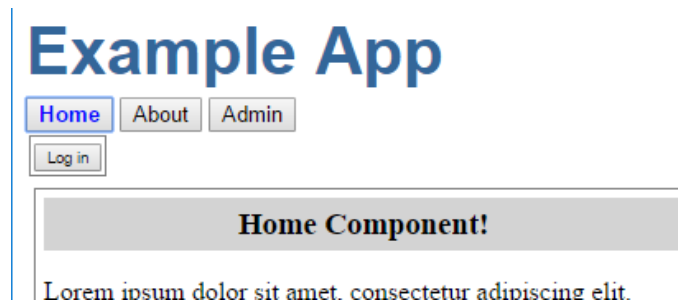 Example App
Home About Admin
Log in
Home Component!
Lorem ipsum dolor sit amet, consectetur adipiscing elit.